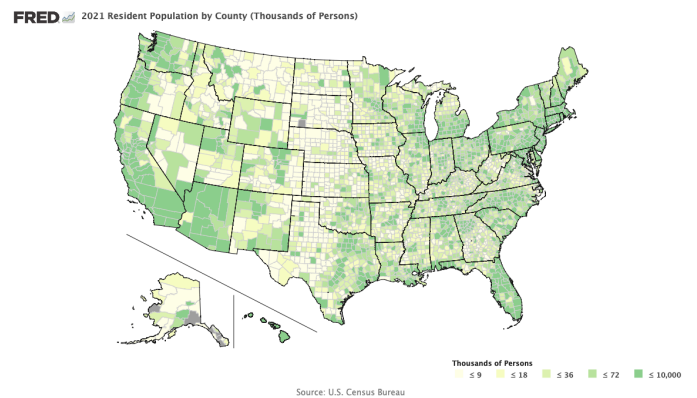 FRED 2021 Resident Population by County (Thousands of Persons)
Thousands of Persons
≤ 9 ≤ 18 ≤ 36 ≤ 72 ≤ 10,000
Source: U.S. Census Bureau